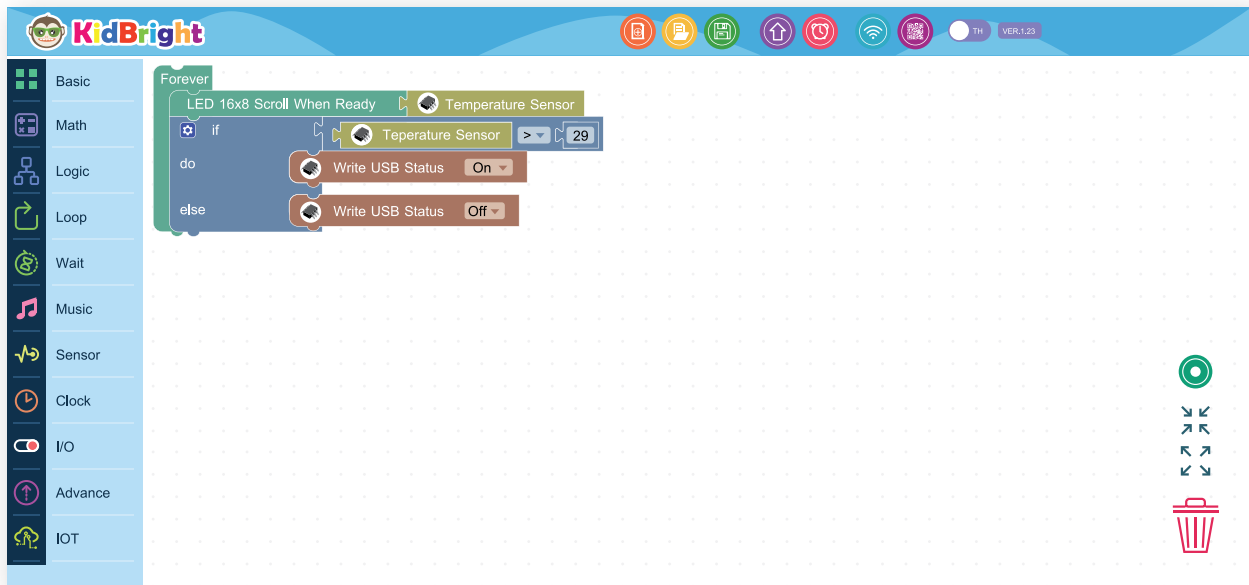 KidBright
TH
VER.1.23
Basic
Math
Logic
Loop
Wait
Music
Sensor
Clock
I/O
Advance
IOT
Forever
LED 16x8 Scroll When Ready Temperature Sensor
if Teperature Sensor > 29
do Write USB Status On
else Write USB Status Off